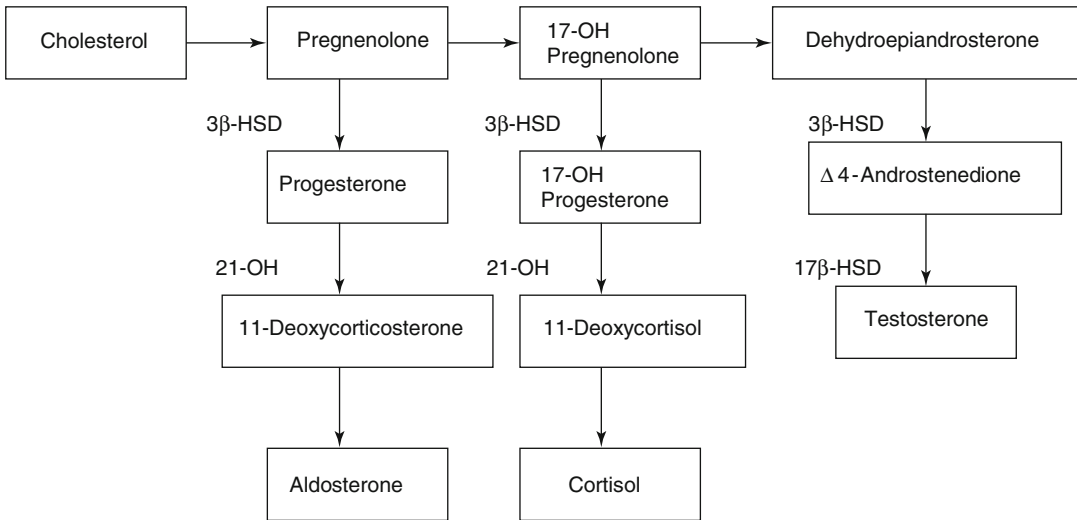 Cholesterol
Pregnenolone
17-OH
Pregnenolone
Dehydroepiandrosterone
3β-HSD
3β-HSD
3β-HSD
Progesterone
17-OH
Progesterone
Δ 4-Androstenedione
21-OH
21-OH
17β-HSD
11-Deoxycorticosterone
11-Deoxycortisol
Testosterone
Aldosterone
Cortisol